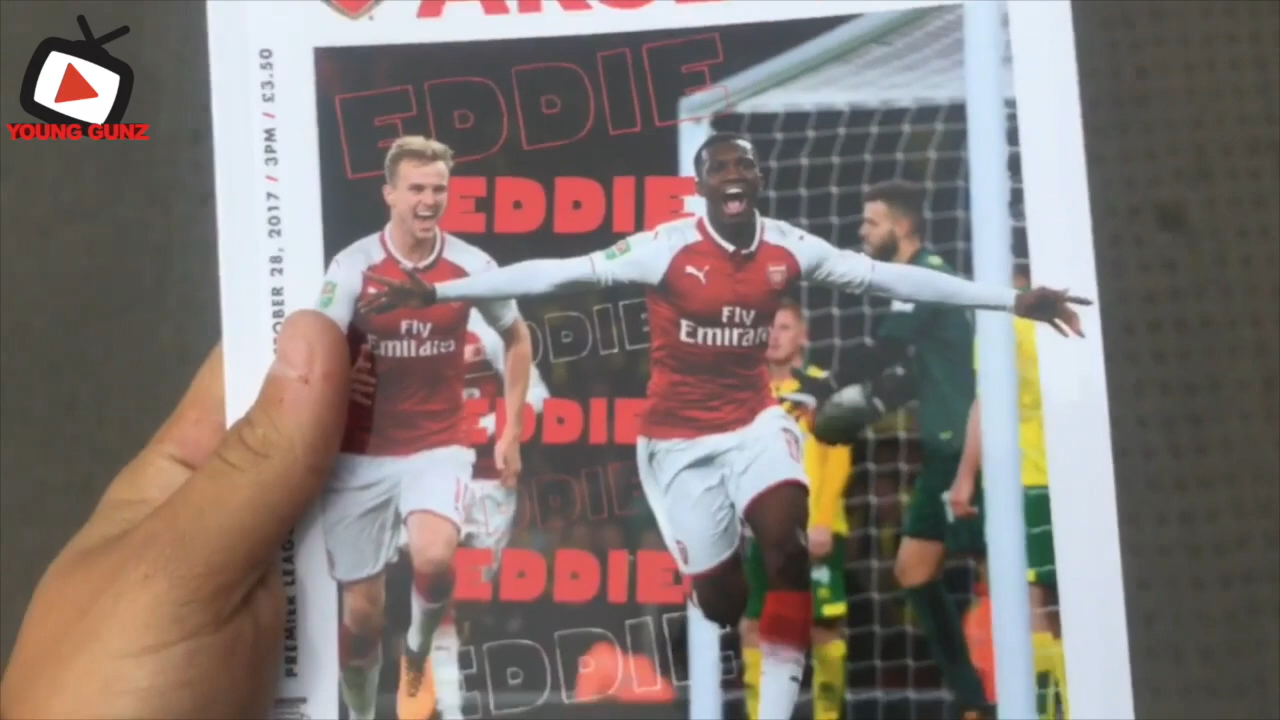 YOUNG GUNZ
PREMIER LEAG
OBER 28, 2017 / 3PM / £3.50
EDDIE
EDDIE
EDDIE
EDDIE
EDDIE
EDDIE
EDDIE
Fly
Emirates
Fly
Emirates